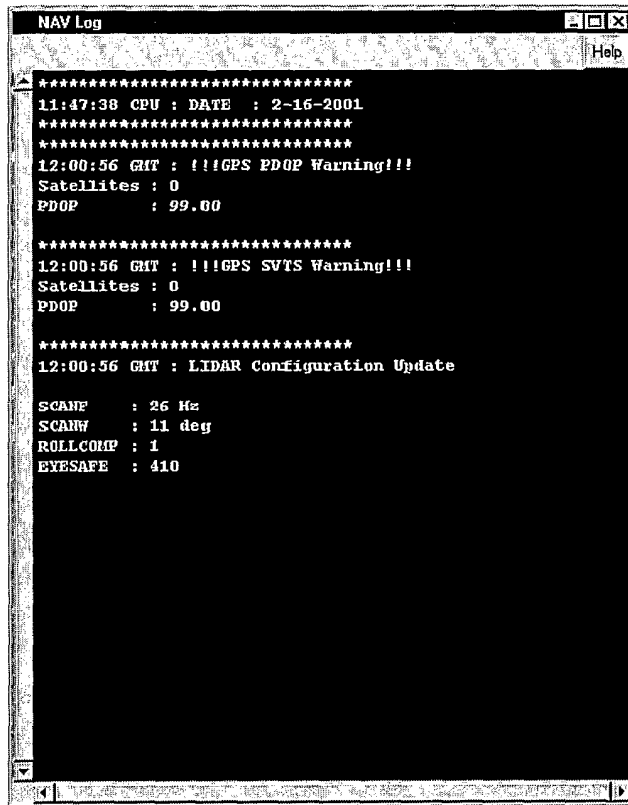 NAV Log
Help
*******************************
11:47:38 CPU : DATE  : 2-16-2001
*******************************
*******************************
12:00:56 GMT : !!!GPS PDOP Warning!!!
Satellites : 0
PDOP       : 99.00
*******************************
12:00:56 GMT : !!!GPS SVTS Warning!!!
Satellites : 0
PDOP       : 99.00
*******************************
12:00:56 GMT : LIDAR Configuration Update
SCANF    : 26 Hz
SCANW    : 11 deg
ROLLCOMP : 1
EYESAFE  : 410